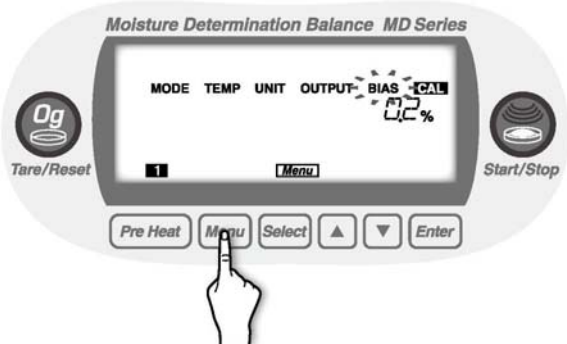 Moisture Determination Balance MD Series
MODE TEMP UNIT OUTPUT BIAS CAL
0.2 %
0g
Tare/Reset
1
Menu
Start/Stop
Pre Heat Menu Select ▲ ▼ Enter